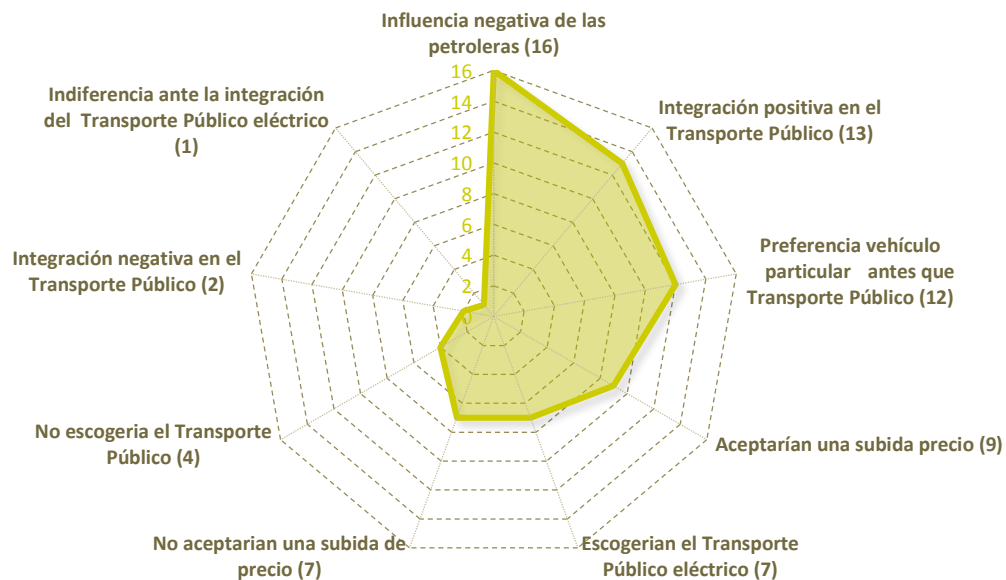 Influencia negativa de las
petroleras (16)
Integración positiva en el
Transporte Público (13)
Preferencia vehículo
particular antes que
Transporte Público (12)
Aceptarían una subida precio (9)
Escogerian el Transporte
Público eléctrico (7)
No aceptarian una subida de
precio (7)
No escogeria el Transporte
Público (4)
Integración negativa en el
Transporte Público (2)
Indiferencia ante la integración
del Transporte Público eléctrico
(1)
16
14
12
10
8
6
4
2
0